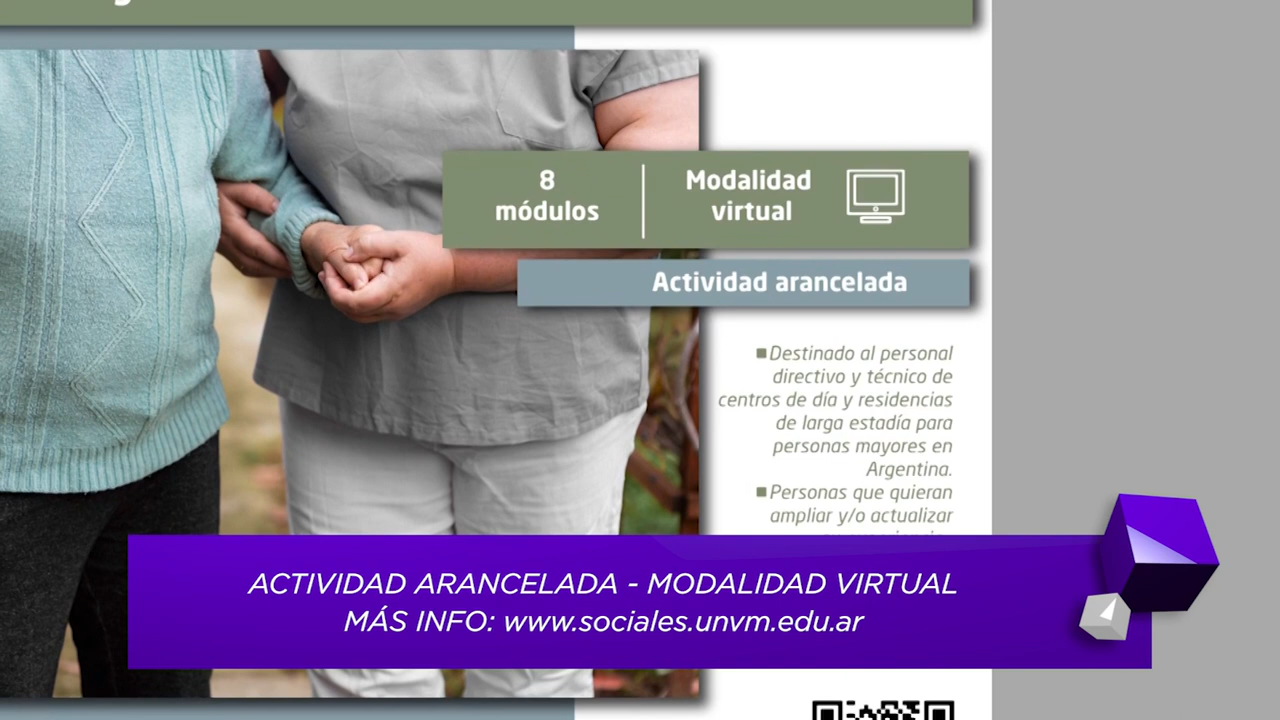 8
módulos
Modalidad
virtual
Actividad arancelada
Destinado al personal
directivo y técnico de
centros de día y residencias
de larga estadía para
personas mayores en
Argentina.
Personas que quieran
ampliar y/o actualizar
ACTIVIDAD ARANCELADA - MODALIDAD VIRTUAL
MÁS INFO: www.sociales.unvm.edu.ar